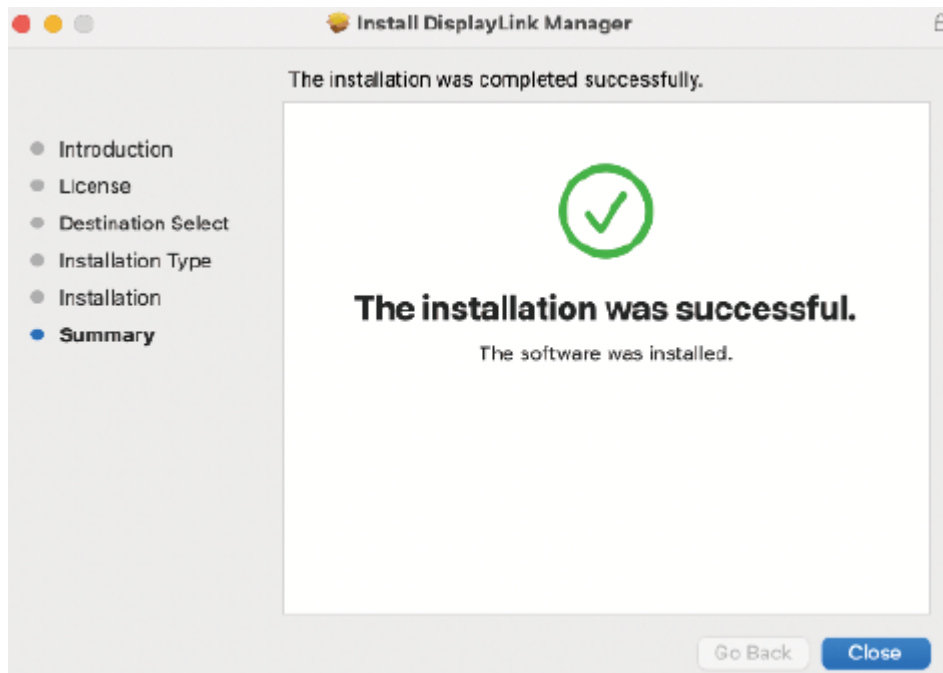 Install DisplayLink Manager
The installation was completed successfully.
Introduction
License
Destination Select
Installation Type
Installation
Summary
The installation was successful.
The software was installed.
Go Back
Close